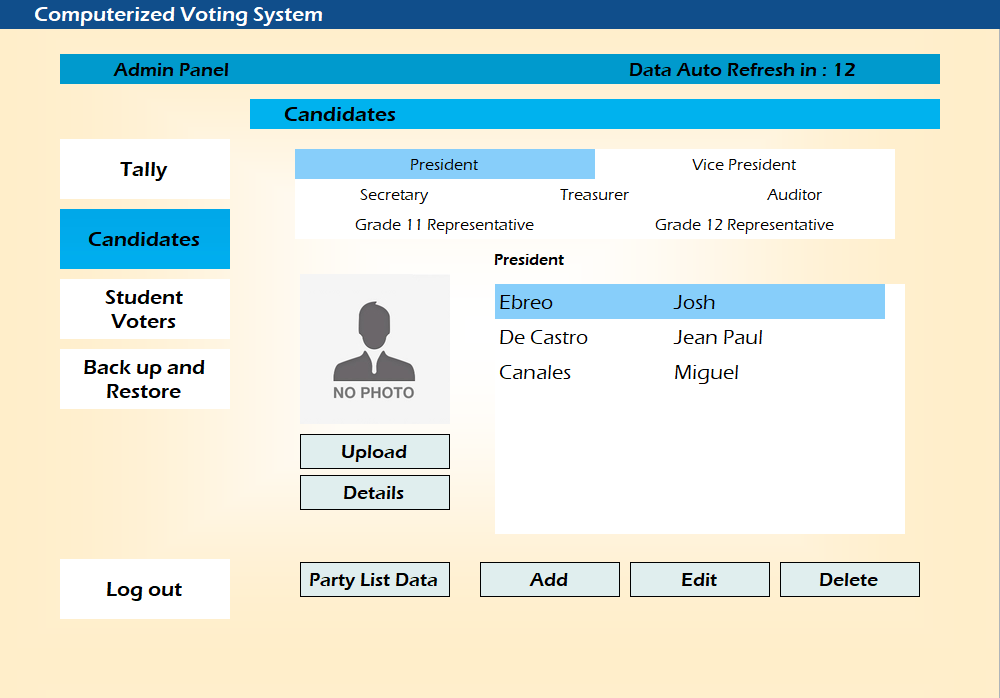 Computerized Voting System
Admin Panel Data Auto Refresh in : 12
Candidates
Tally
Candidates
Student
Voters
Back up and
Restore
Log out
President Vice President
Secretary Treasurer Auditor
Grade 11 Representative Grade 12 Representative
President
NO PHOTO
Upload
Details
Ebreo Josh
De Castro Jean Paul
Canales Miguel
Party List Data Add Edit Delete